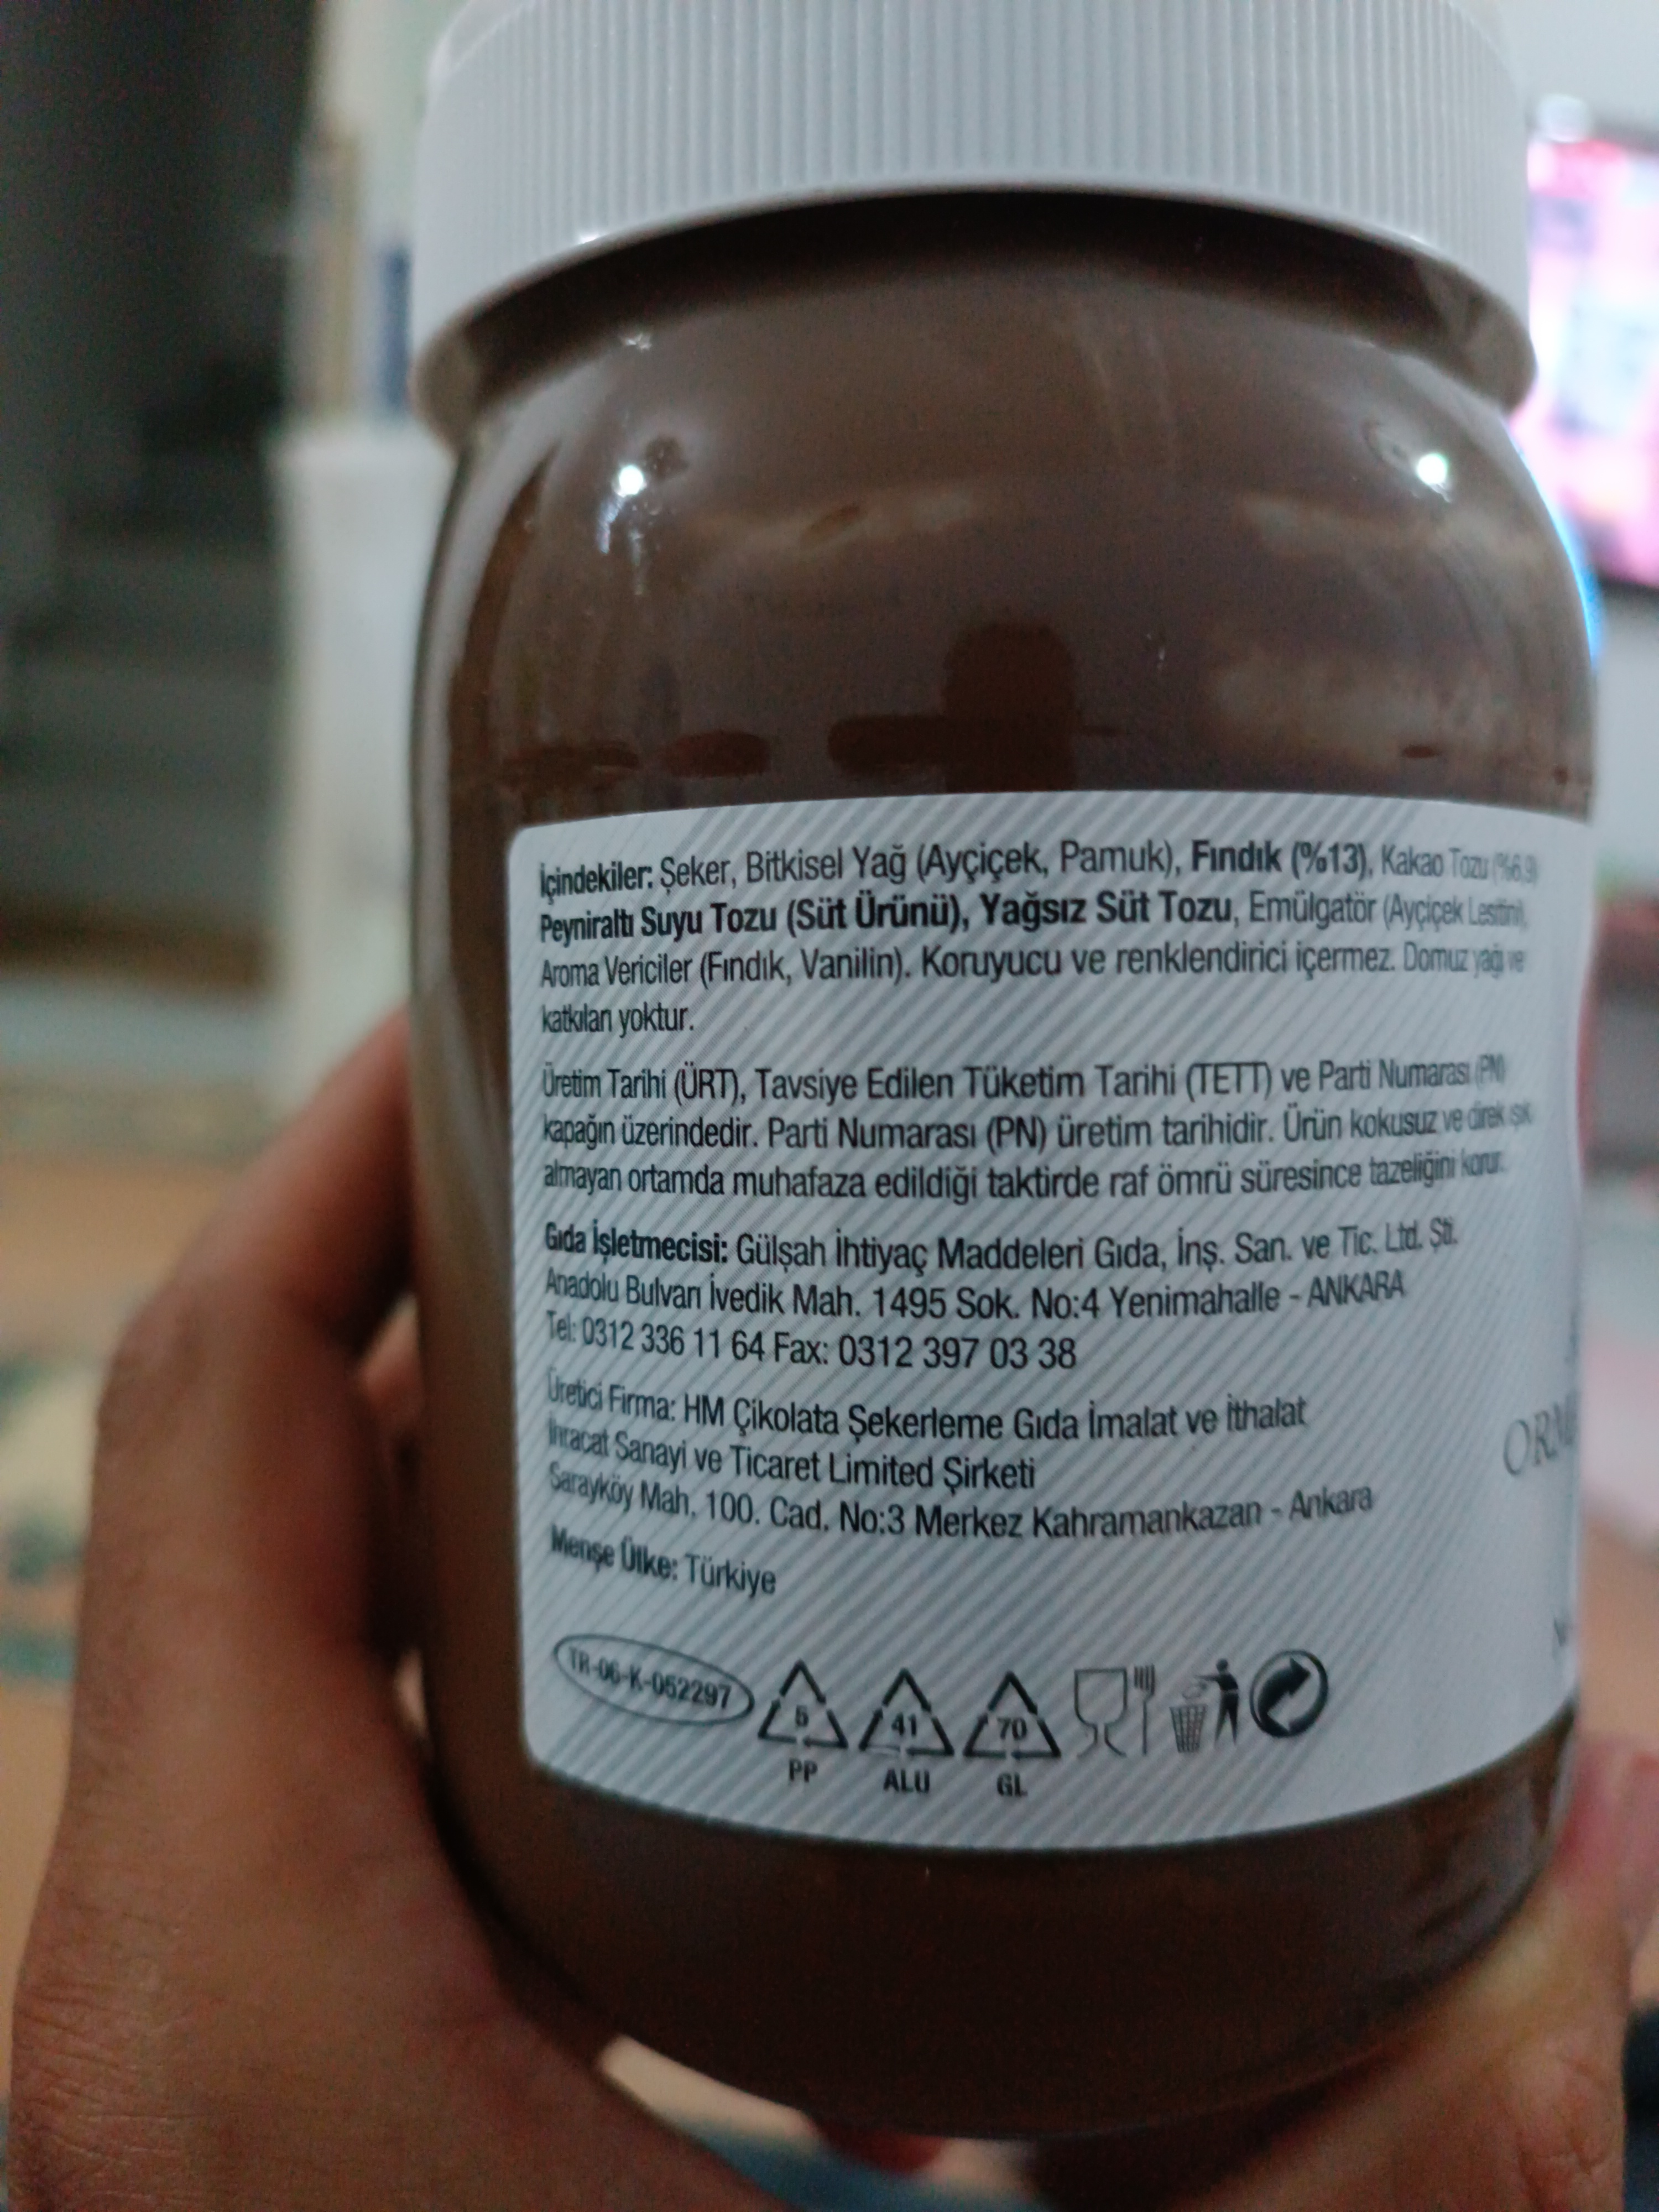 İçindekiler: Şeker, Bitkisel Yağ (Ayçiçek, Pamuk), Fındık (%13), Kakao Tozu (%6,9)
Peyniraltı Suyu Tozu (Süt Ürünü), Yağsız Süt Tozu, Emülgatör (Ayçiçek Lesitini),
Aroma Vericiler (Fındık, Vanilin). Koruyucu ve renklendirici içermez. Domuz yağı ve
katkıları yoktur.
Üretim Tarihi (ÜRT), Tavsiye Edilen Tüketim Tarihi (TETT) ve Parti Numarası (PN)
kapağın üzerindedir. Parti Numarası (PN) üretim tarihidir. Ürün kokusuz ve direk ışık
almayan ortamda muhafaza edildiği taktirde raf ömrü süresince tazeliğini korur.
Gıda İşletmecisi: Gülşah İhtiyaç Maddeleri Gıda, İnş. San. ve Tic. Ltd. Şti.
Anadolu Bulvarı İvedik Mah. 1495 Sok. No:4 Yenimahalle - ANKARA
Tel: 0312 336 11 64 Fax: 0312 397 03 38
Üretici Firma: HM Çikolata Şekerleme Gıda İmalat ve İthalat
İhracat Sanayi ve Ticaret Limited Şirketi
Sarayköy Mah. 100. Cad. No:3 Merkez Kahramankazan - Ankara
Menşe Ülke: Türkiye
TR-06-K-052297
5 41 70
PP ALU GL